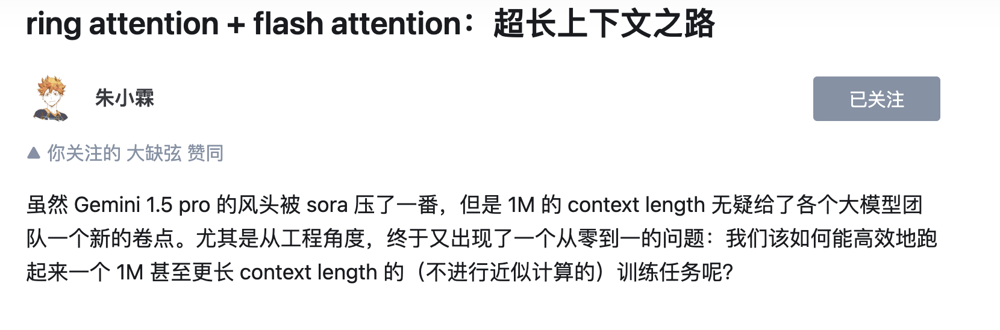 ring attention + flash attention：超长上下文之路
朱小霖
已关注
▲ 你关注的 大缺弦 赞同
虽然 Gemini 1.5 pro 的风头被 sora 压了一番，但是 1M 的 context length 无疑给了各个大模型团
队一个新的卷点。尤其是从工程角度，终于又出现了一个从零到一的问题：我们该如何能高效地跑
起来一个 1M 甚至更长 context length 的（不进行近似计算的）训练任务呢？